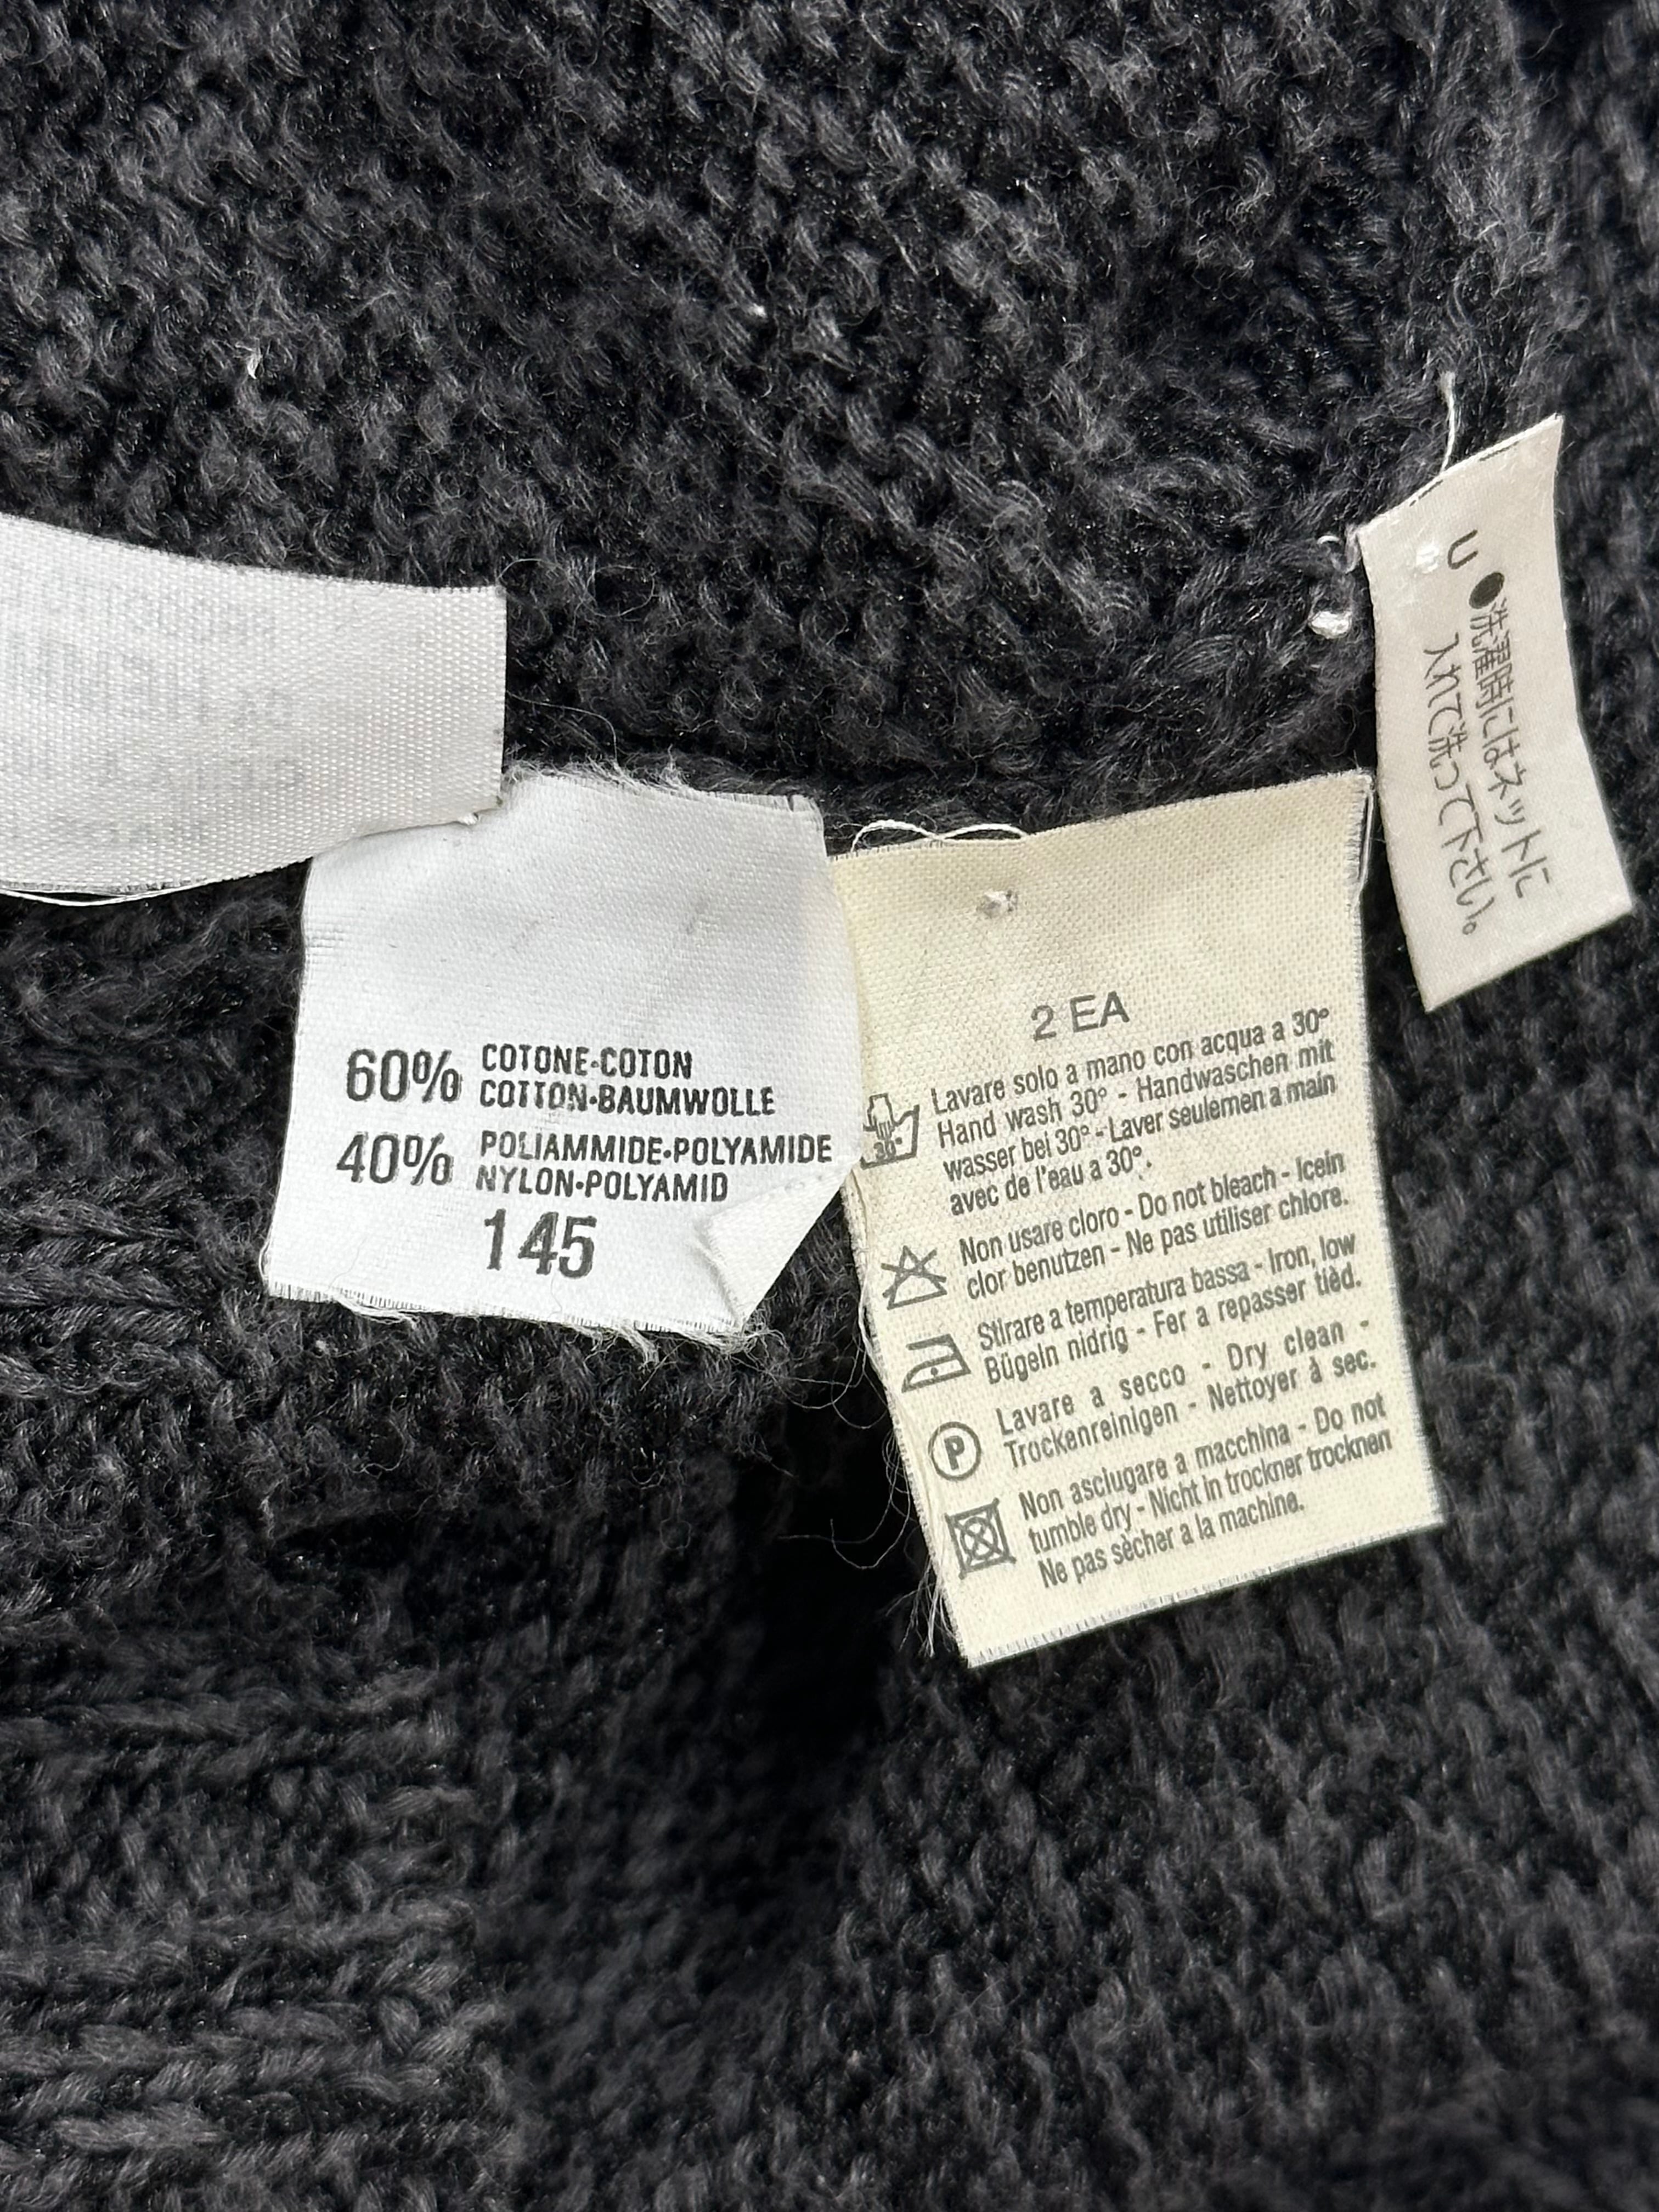 60% COTONE·COTON
COTTON·BAUMWOLLE
40% POLIAMMIDE·POLYAMIDE
NYLON·POLYAMID
145
2 EA
30°
Lavare solo a mano con acqua a 30°
Hand wash 30° - Handwaschen mit
wasser bei 30° - Laver seulemen a main
avec de l'eau a 30°.
Non usare cloro - Do not bleach - Icein
clor benutzen - Ne pas utiliser chlore.
Stirare a temperatura bassa - Iron, low
Bügeln nidrig - Fer a repasser tièd.
P
Lavare a secco - Dry clean -
Trockenreinigen - Nettoyer à sec.
Non asclugare a macchina - Do not
tumble dry - Nicht in trockner trocknen
Ne pas sècher a la machine.
U
●洗濯時にはネットに
入れて洗って下さい。